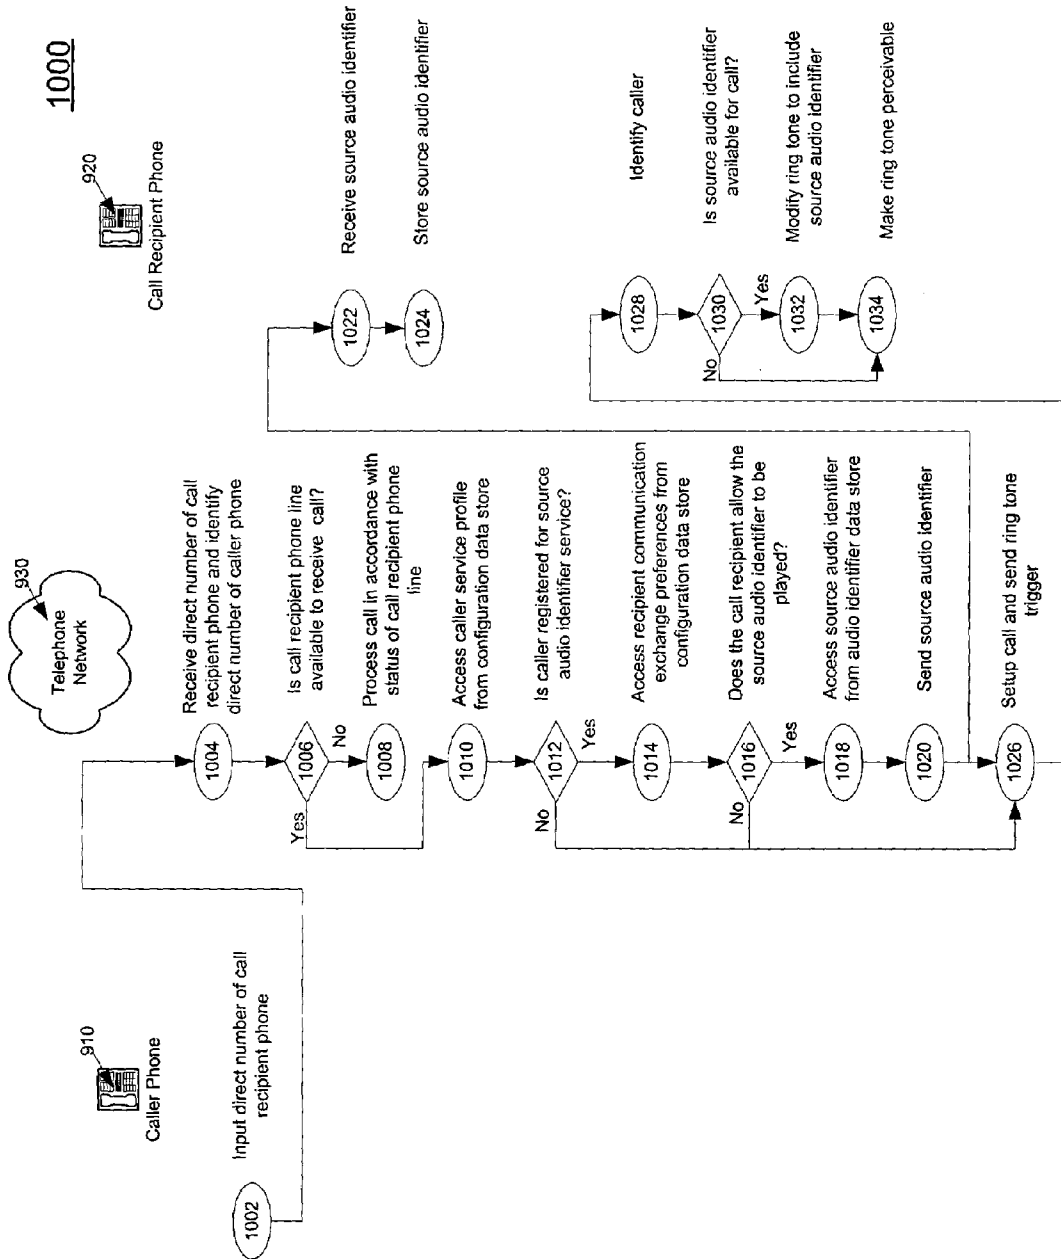 1000
910
Caller Phone
930
Telephone
Network
920
Call Recipient Phone
1002
Input direct number of call
recipient phone
1004
Receive direct number of call
recipient phone and identify
direct number of caller phone
1006
Is call recipient phone line
available to receive call?
Yes
No
1008
Process call in accordance with
status of call recipient phone
line
1010
Access caller service profile
from configuration data store
1012
Is caller registered for source
audio identifier service?
No
Yes
1014
Access recipient communication
exchange preferences from
configuration data store
1016
Does the call recipient allow the
source audio identifier to be
played?
No
Yes
1018
Access source audio identifier
from audio identifier data store
1020
Send source audio identifier
1022
Receive source audio identifier
1024
Store source audio identifier
1026
Setup call and send ring tone
trigger
1028
Identify caller
1030
Is source audio identifier
available for call?
No
Yes
1032
Modify ring tone to include
source audio identifier
1034
Make ring tone perceivable